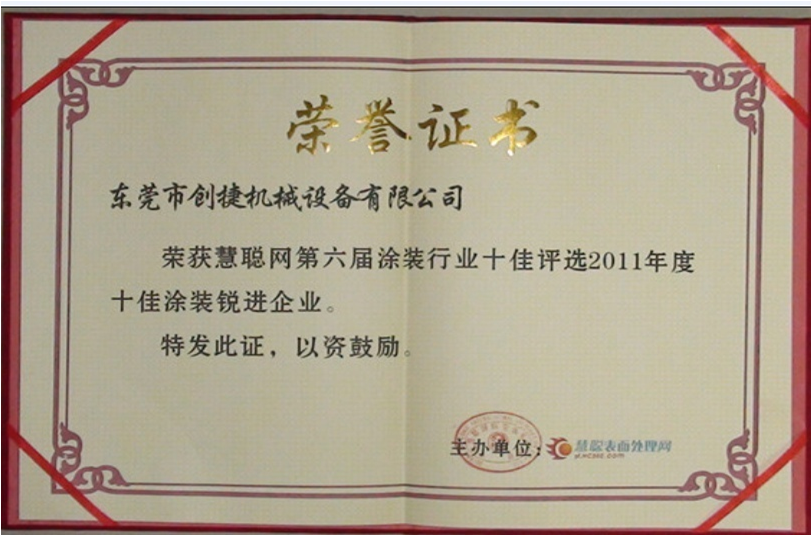 荣誉证书
东莞市创捷机械设备有限公司
荣获慧聪网第六届涂装行业十佳评选2011年度
十佳涂装锐进企业。
特发此证，以资鼓励。
主办单位：慧聪表面处理网